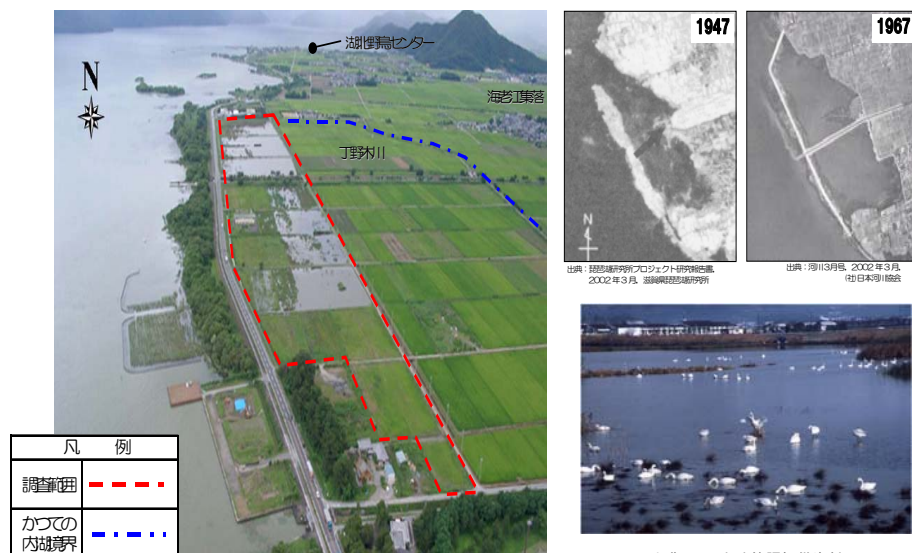 湖北野鳥センター
N
海老江集落
丁野木川
凡 例
調査範囲
かつての
内湖境界
1947
N
出典：琵琶湖研究所プロジェクト研究報告書,
2002年3月, 滋賀県琵琶湖研究所
1967
出典：河川3月号, 2002年3月,
(社)日本河川協会